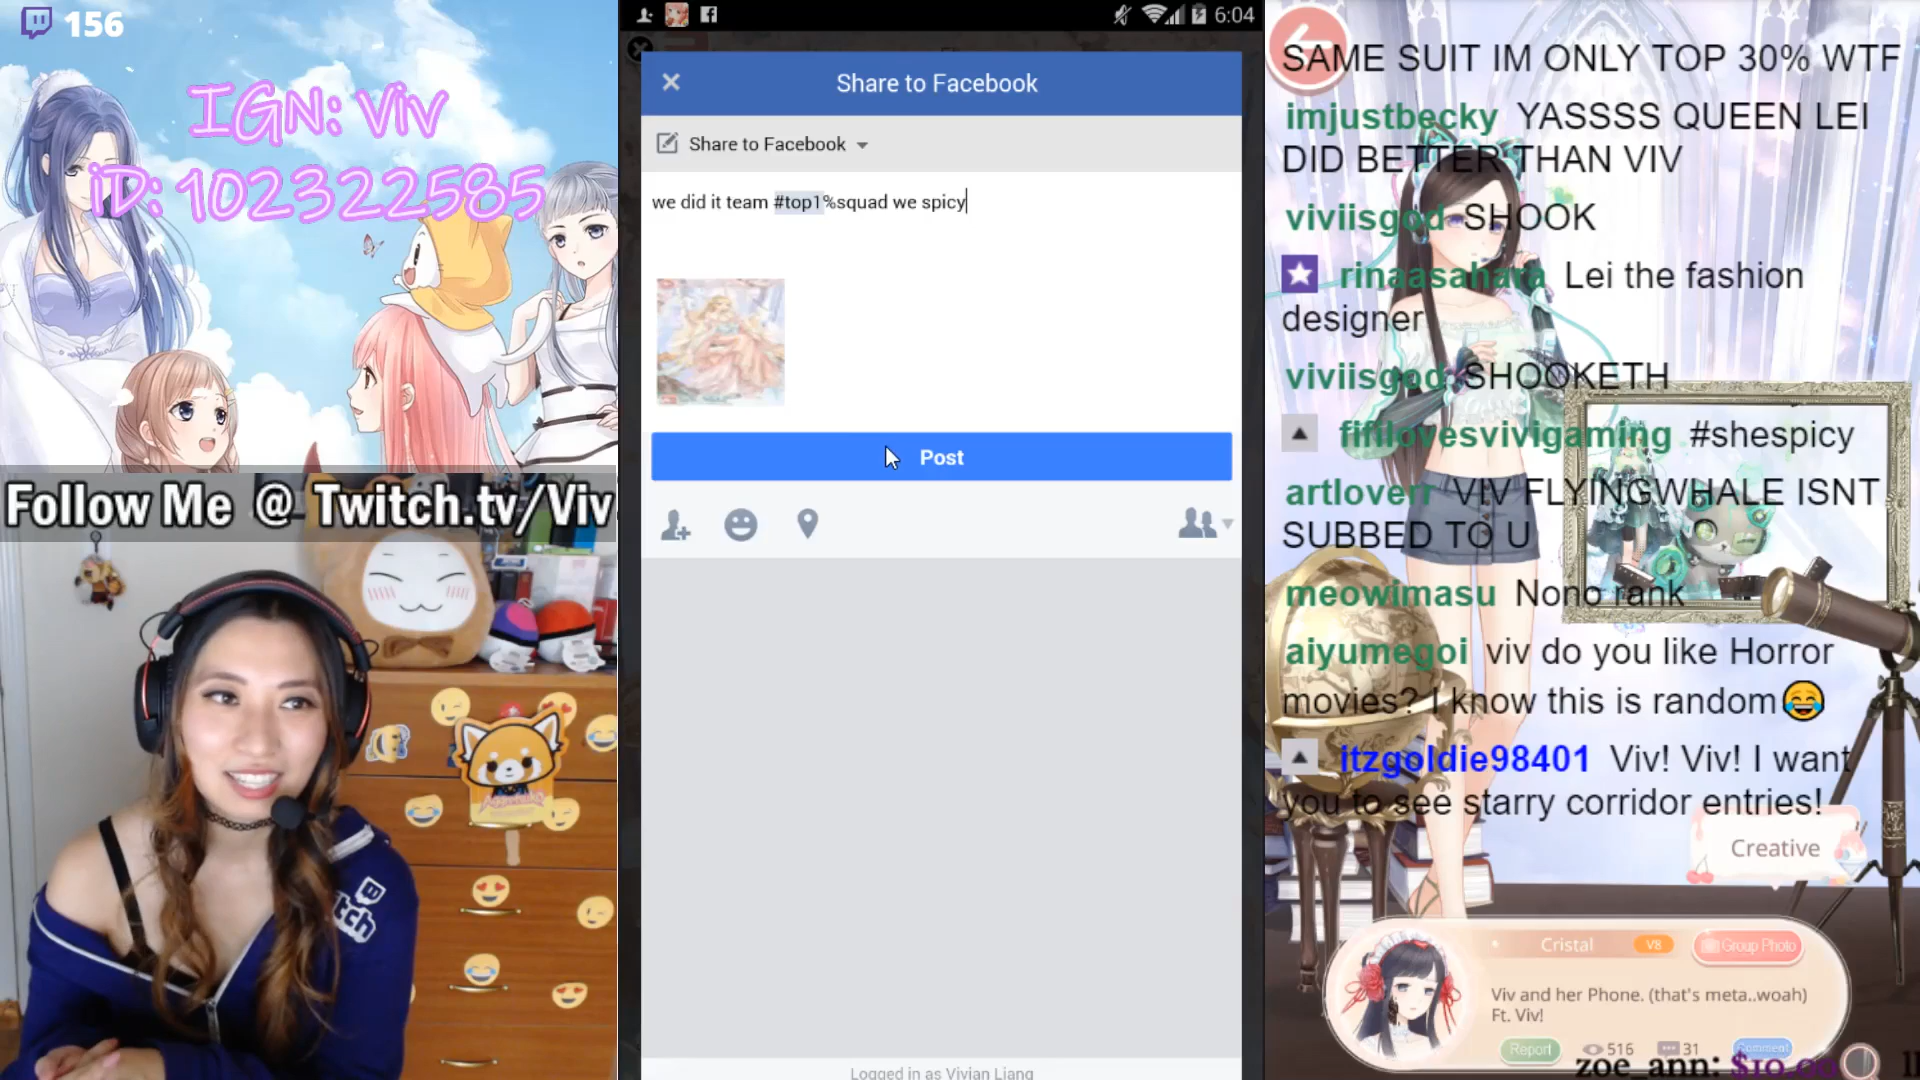 156
IGN: Viv
iD: 102322585
Follow Me @ Twitch.tv/Viv
6:04
Share to Facebook
Share to Facebook
we did it team #top1%squad we spicy
Post
Logged in as Vivian Liang
SAME SUIT IM ONLY TOP 30% WTF
imjustbecky YASSSS QUEEN LEI
DID BETTER THAN VIV
viviisgod SHOOK
rinaasahara Lei the fashion
designer
viviisgod SHOOKETH
fifilovesvivigaming #shespicy
artloverr VIV FLYINGWHALE ISNT
SUBBED TO U
meowimasu Nono rank
aiyumegoi viv do you like Horror
movies? I know this is random😂
itzgoldie98401 Viv! Viv! I want
you to see starry corridor entries!
Creative
Cristal V8 Group Photo
Viv and her Phone. (that's meta..woah)
Ft. Viv!
Report 516 31 Comment
zoe_ann: $10.00